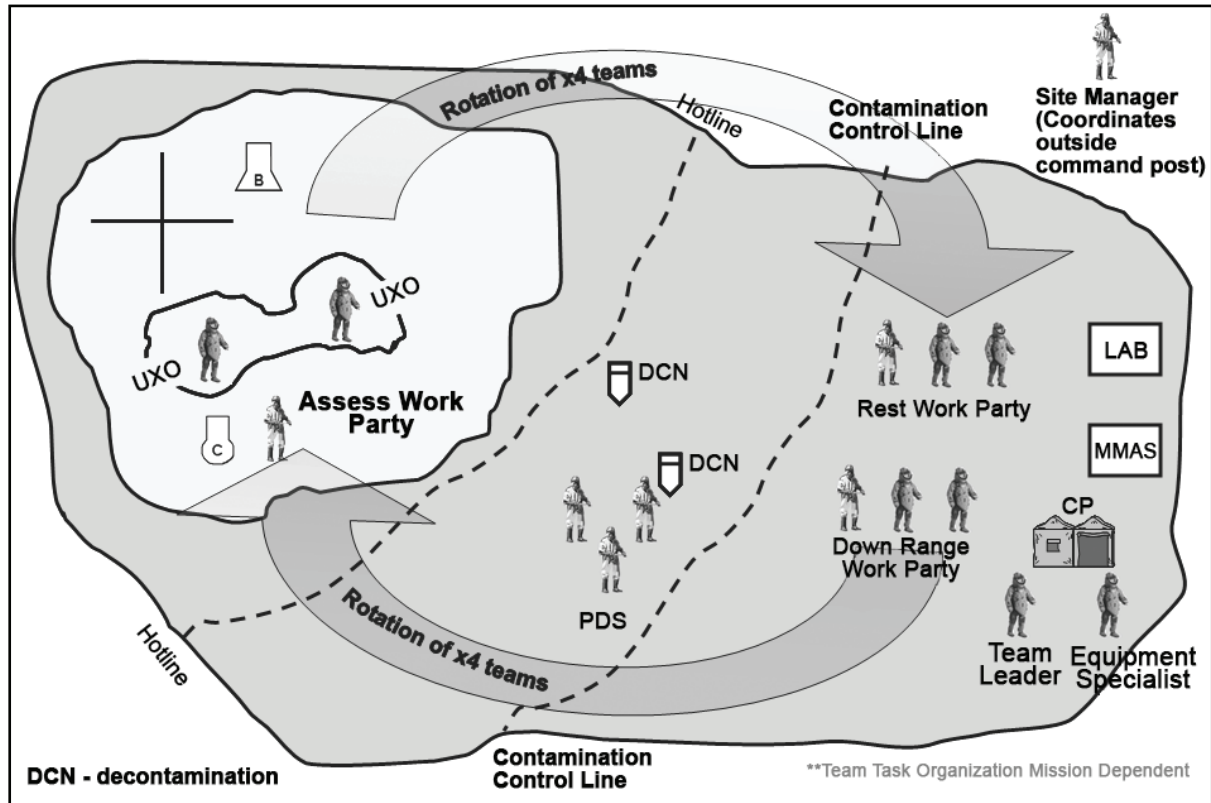 Rotation of x4 teams
Hotline
Contamination
Control Line
Site Manager
(Coordinates
outside
command post)
B
UXO
UXO
Assess Work
Party
C
DCN
DCN
PDS
Rest Work Party
LAB
MMAS
Down Range
Work Party
CP
Team
Leader
Equipment
Specialist
Rotation of x4 teams
Hotline
Contamination
Control Line
DCN - decontamination
**Team Task Organization Mission Dependent